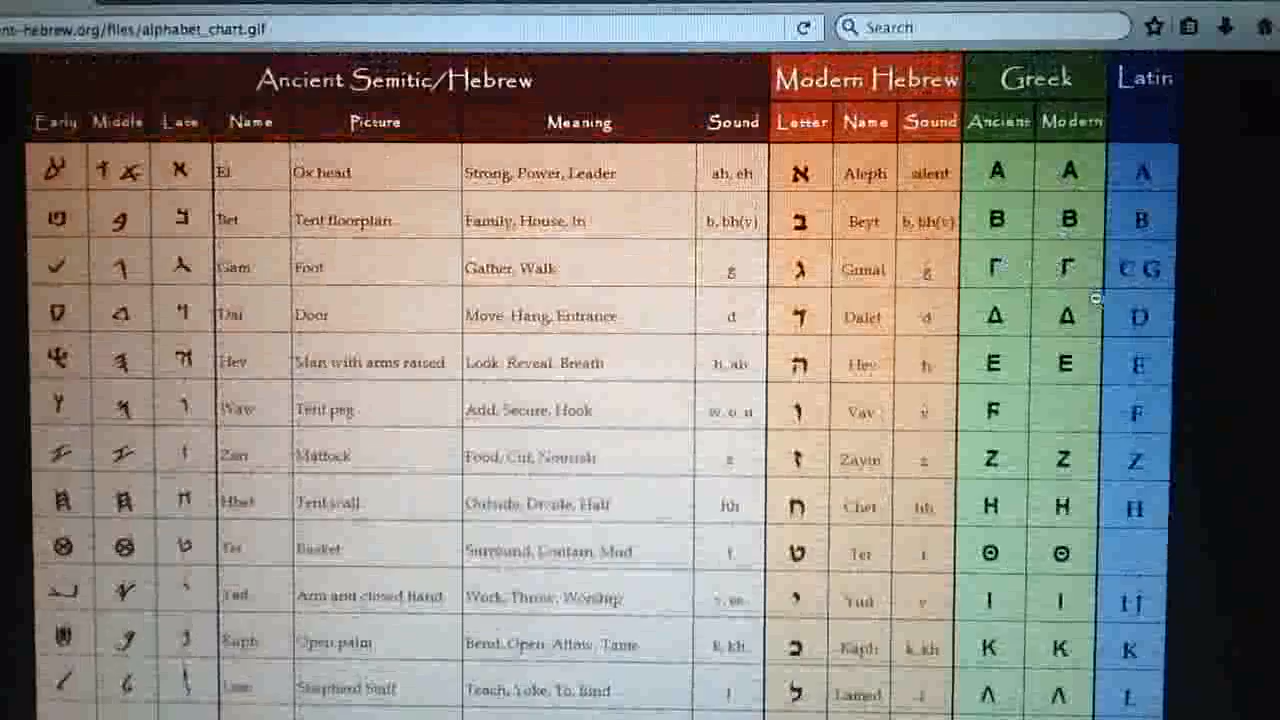 nt-hebrew.org/files/alphabet_chart.gif Search
Ancient Semitic/Hebrew Modern Hebrew Greek Latin
Early Middle Late Name Picture Meaning Sound Letter Name Sound Ancient Modern
El Ox head Strong, Power, Leader ah, eh א Aleph silent Α Α A
Bet Tent floorplan Family, House, In b, bh(v) ב Beyt b, bh(v) Β Β B
Gam Foot Gather, Walk g ג Gimal g Γ Γ C G
Dal Door Move, Hang, Entrance d ד Dalet d Δ Δ D
Hey Man with arms raised Look, Reveal, Breath h, ah ה Hey h Ε Ε E
Waw Tent peg Add, Secure, Hook w, o, u ו Vav v F F
Zan Mattock Food, Cut, Nourish z ז Zayin z Ζ Ζ Z
Hhet Tent wall Outside, Divide, Half hh ח Chet hh Η Η H
Tet Basket Surround, Contain, Mud t ט Tet t Θ Θ
Yad Arm and closed hand Work, Throw, Worship י Yud y Ι Ι I J
Kaph Open palm Bend, Open, Allow, Tame k, kh כ Kaph k, kh Κ Κ K
Lam Shepherd Staff Teach, Yoke, To, Bind l ל Lamed l Λ Λ L